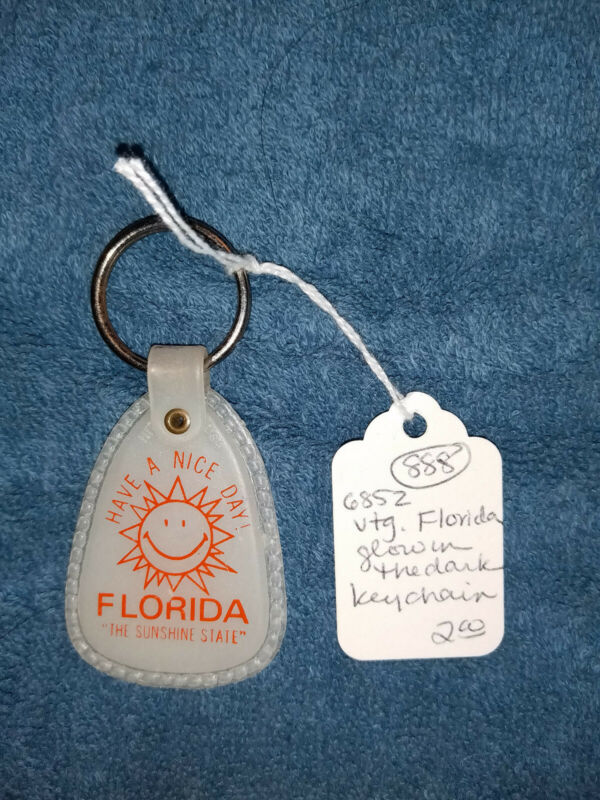 HAVE A NICE DAY!
FLORIDA
"THE SUNSHINE STATE"
888
6852
vtg. Florida
glow in
the dark
keychain
2.00